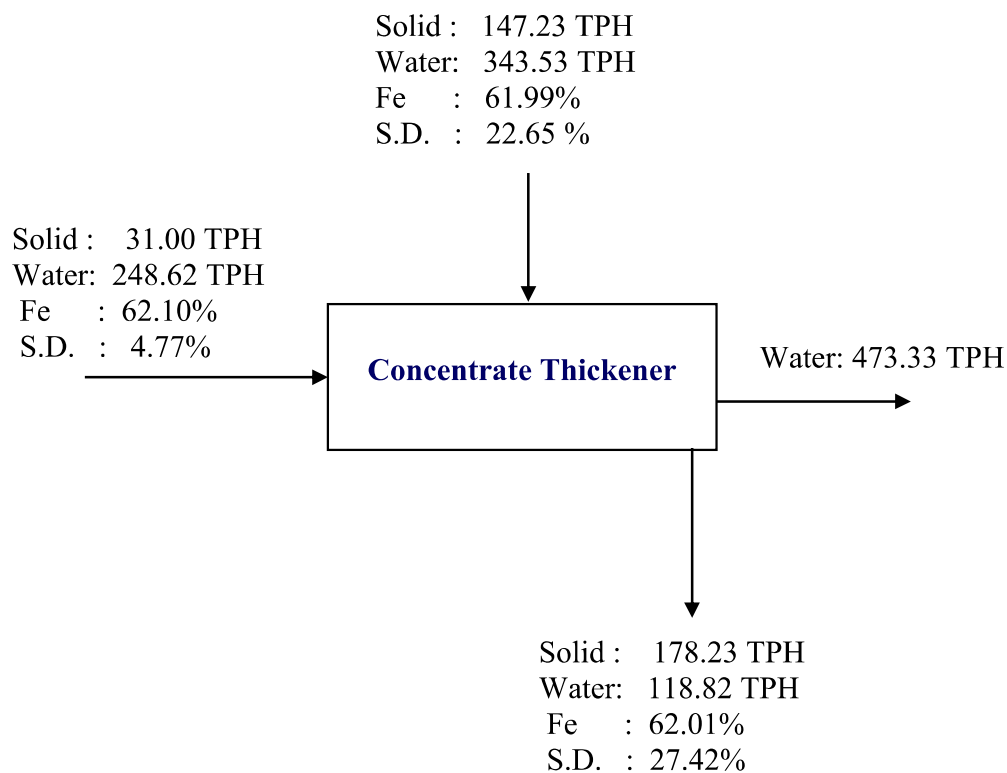 Solid : 147.23 TPH
Water: 343.53 TPH
Fe : 61.99%
S.D. : 22.65 %
Solid : 31.00 TPH
Water: 248.62 TPH
Fe : 62.10%
S.D. : 4.77%
Concentrate Thickener
Water: 473.33 TPH
Solid : 178.23 TPH
Water: 118.82 TPH
Fe : 62.01%
S.D. : 27.42%